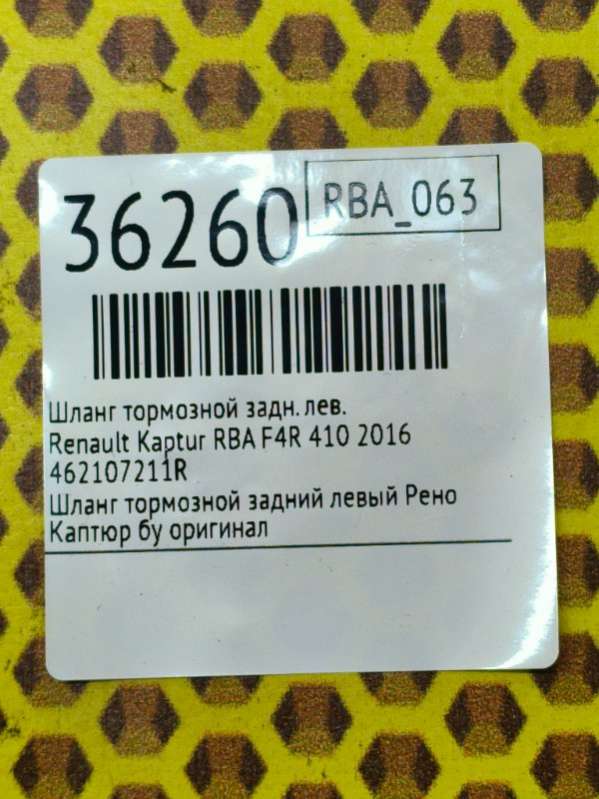 36260
RBA_063
Шланг тормозной задн. лев.
Renault Kaptur RBA F4R 410 2016
462107211R
Шланг тормозной задний левый Рено
Каптюр бу оригинал